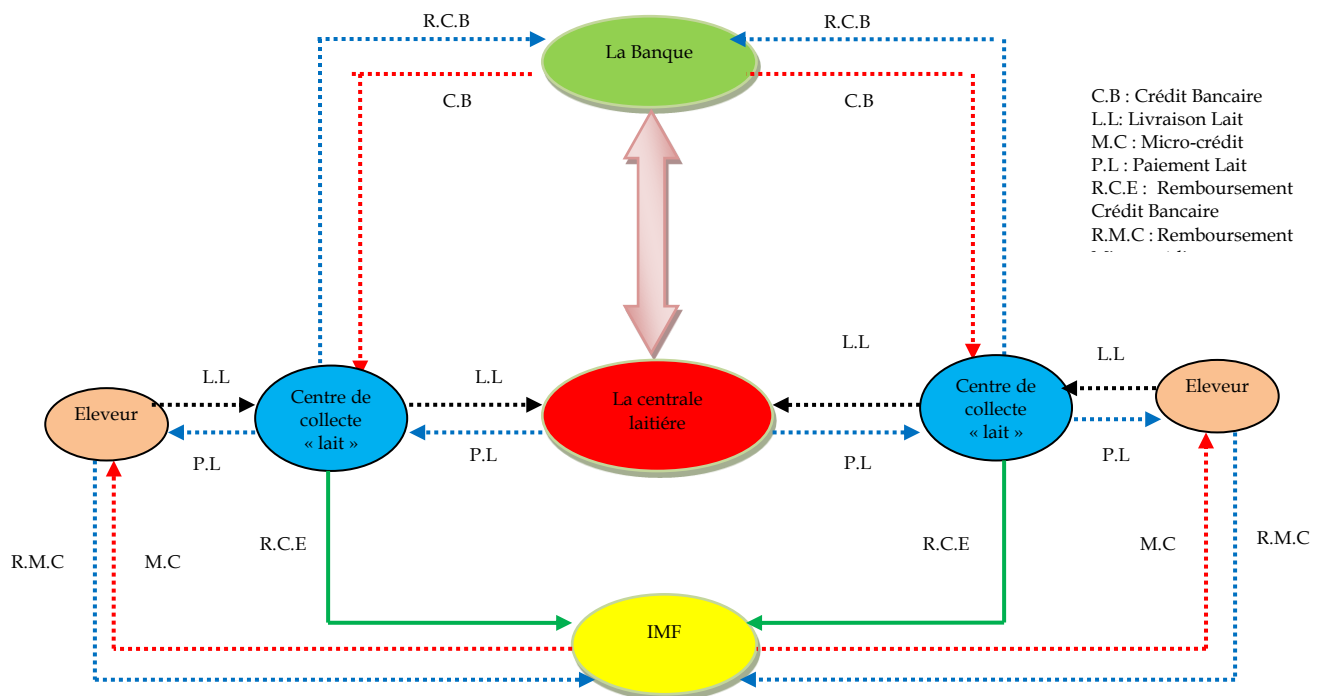 R.C.B
R.C.B
La Banque
C.B
C.B
C.B : Crédit Bancaire
L.L: Livraison Lait
M.C : Micro-crédit
P.L : Paiement Lait
R.C.E : Remboursement
Crédit Bancaire
R.M.C : Remboursement
L.L
L.L
L.L
L.L
Eleveur
Centre de
collecte
« lait »
La centrale
laitiére
Centre de
collecte
« lait »
Eleveur
P.L
P.L
P.L
P.L
R.M.C
M.C
R.C.E
R.C.E
M.C
R.M.C
IMF